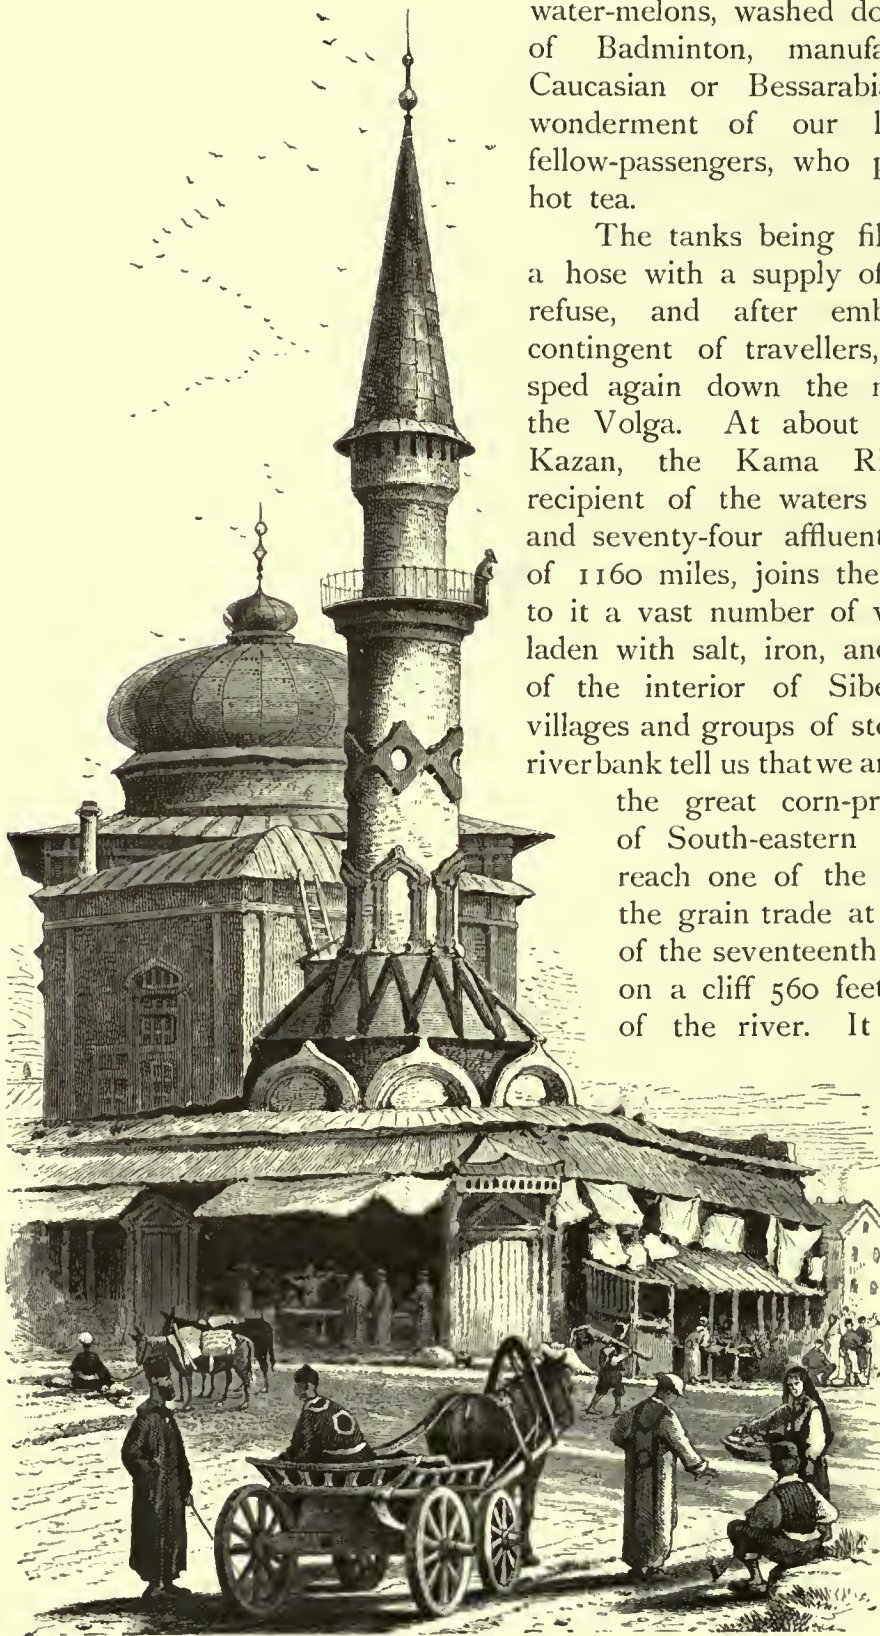 water-melons, washed do
of Badminton, manufa
Caucasian or Bessarabi
wonderment of our l
fellow-passengers, who p
hot tea.
The tanks being fil
a hose with a supply of
refuse, and after emb
contingent of travellers,
sped again down the r
the Volga. At about
Kazan, the Kama Ri
recipient of the waters
and seventy-four affluent
of 1160 miles, joins the
to it a vast number of v
laden with salt, iron, and
of the interior of Sibe
villages and groups of ste
riverbank tell us that we a
the great corn-pr
of South-eastern
reach one of the
the grain trade at
of the seventeenth
on a cliff 560 feet
of the river. It